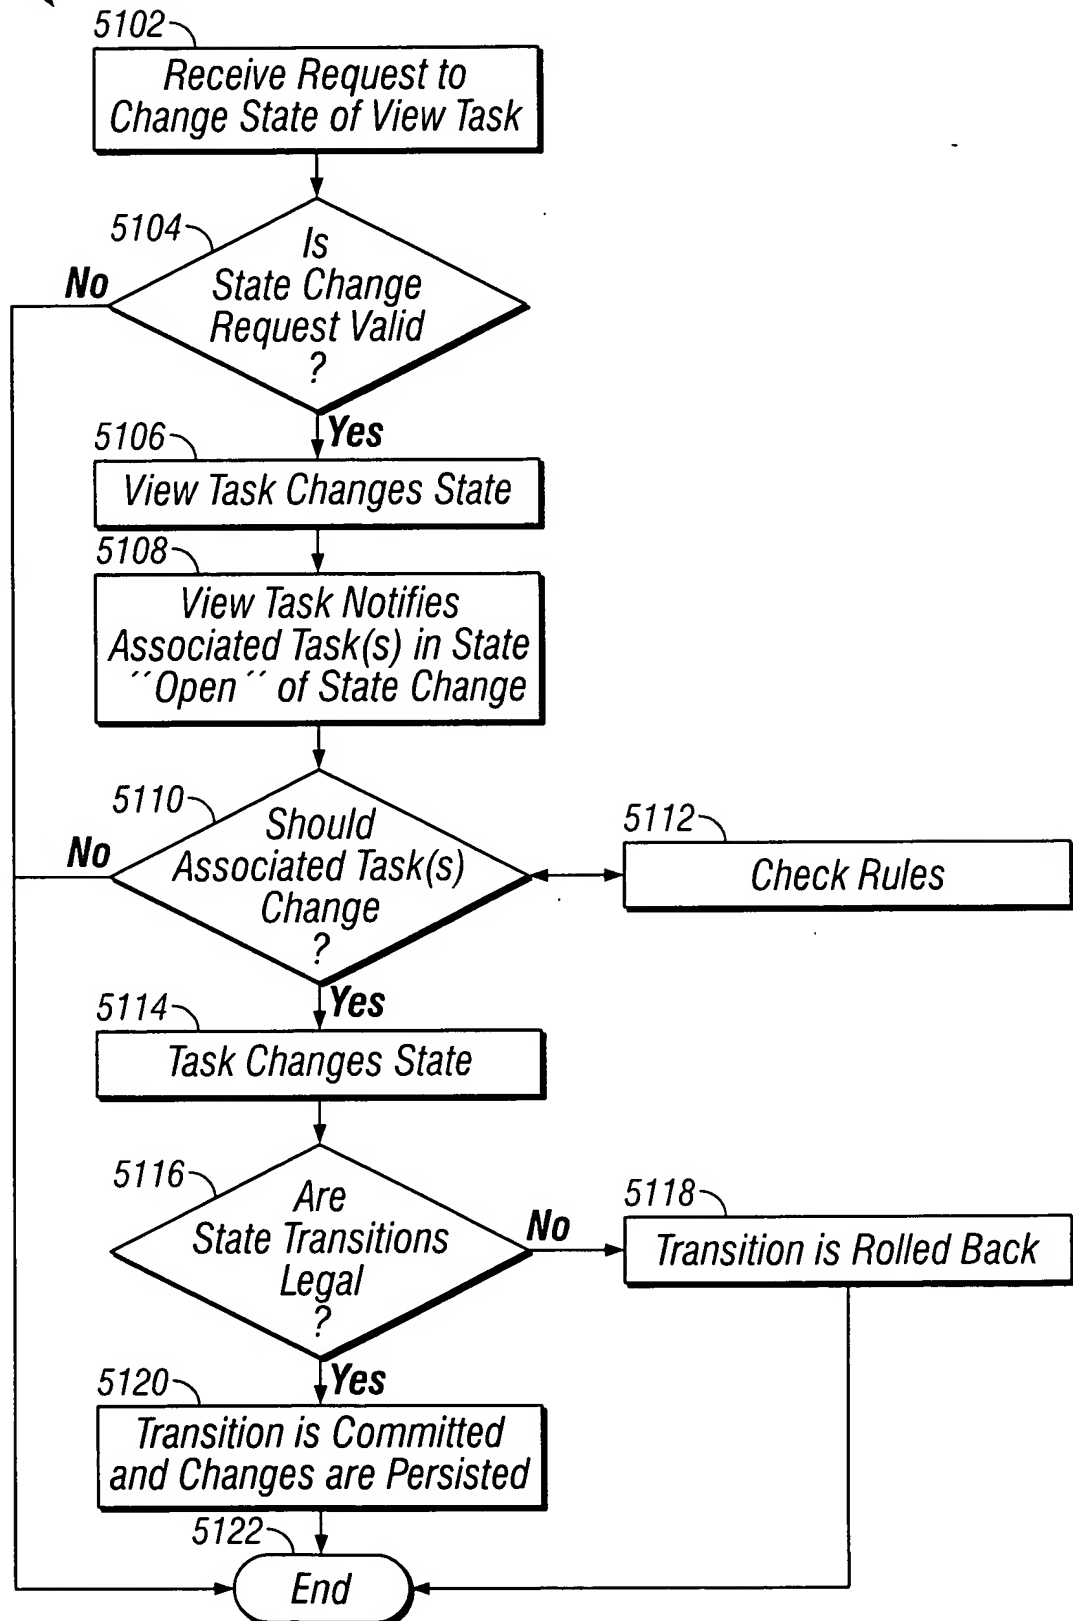 5102
Receive Request to
Change State of View Task
5104
Is
State Change
Request Valid
?
No
Yes
5106
View Task Changes State
5108
View Task Notifies
Associated Task(s) in State
´´Open´´ of State Change
5110
Should
Associated Task(s)
Change
?
No
5112
Check Rules
Yes
5114
Task Changes State
5116
Are
State Transitions
Legal
?
No
5118
Transition is Rolled Back
Yes
5120
Transition is Committed
and Changes are Persisted
5122
End